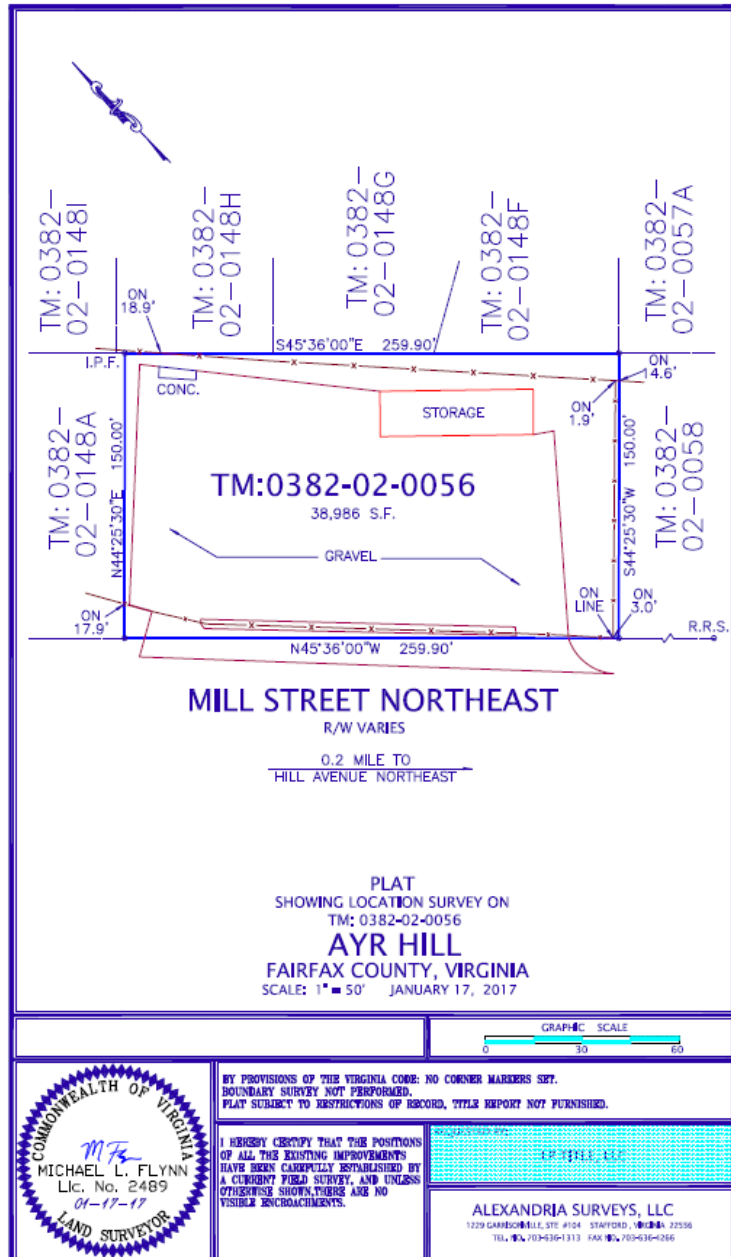 TM: 0382-
02-0148I
TM: 0382-
02-0148H
TM: 0382-
02-0148G
TM: 0382-
02-0148F
TM: 0382-
02-0057A
ON
18.9'
S45°36'00"E 259.90'
I.P.F.
CONC.
STORAGE
ON
14.6'
ON
1.9'
TM: 0382-
02-0148A
N44°25'30"E 150.00'
TM:0382-02-0056
38,986 S.F.
GRAVEL
S44°25'30"W 150.00'
TM: 0382-
02-0058
ON
17.9'
ON
LINE
ON
3.0'
R.R.S.
N45°36'00"W 259.90'
MILL STREET NORTHEAST
R/W VARIES
0.2 MILE TO
HILL AVENUE NORTHEAST
PLAT
SHOWING LOCATION SURVEY ON
TM: 0382-02-0056
AYR HILL
FAIRFAX COUNTY, VIRGINIA
SCALE: 1" = 50' JANUARY 17, 2017
GRAPHIC SCALE
0 30 60
COMMONWEALTH OF VIRGINIA
MICHAEL L. FLYNN
Lic. No. 2489
01-17-17
LAND SURVEYOR
BY PROVISIONS OF THE VIRGINIA CODE: NO CORNER MARKERS SET.
BOUNDARY SURVEY NOT PERFORMED.
PLAT SUBJECT TO RESTRICTIONS OF RECORD, TITLE REPORT NOT FURNISHED.
I HEREBY CERTIFY THAT THE POSITIONS
OF ALL THE EXISTING IMPROVEMENTS
HAVE BEEN CAREFULLY ESTABLISHED BY
A CURRENT FIELD SURVEY, AND UNLESS
OTHERWISE SHOWN,THERE ARE NO
VISIBLE ENCROACHMENTS.
REQUESTED BY:
ALEXANDRIA SURVEYS, LLC
1229 GARRISONVILLE, STE #104 STAFFORD, VIRGINIA 22556
TEL. NO. 703-636-1313 FAX NO. 703-636-4266